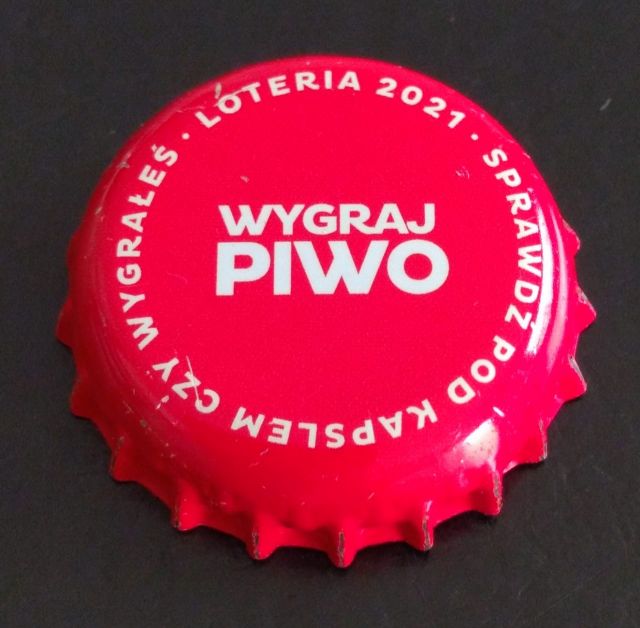 WYGRAJ
PIWO
LOTERIA 2021 · SPRAWDŹ POD KAPSLEM CZY WYGRAŁEŚ ·